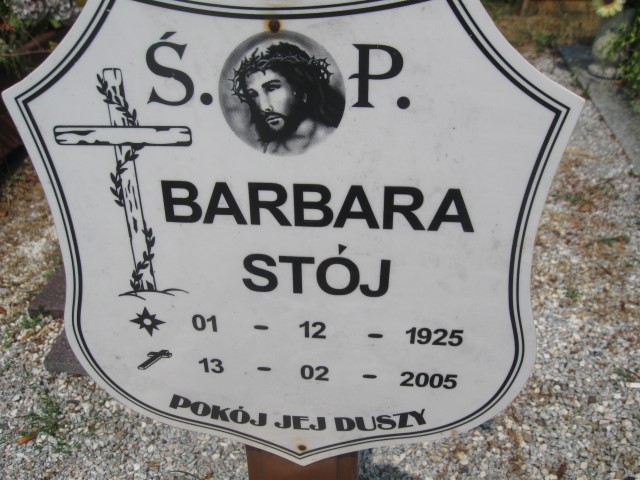 Ś. P.
BARBARA
STÓJ
01 - 12 - 1925
13 - 02 - 2005
POKÓJ JEJ DUSZY